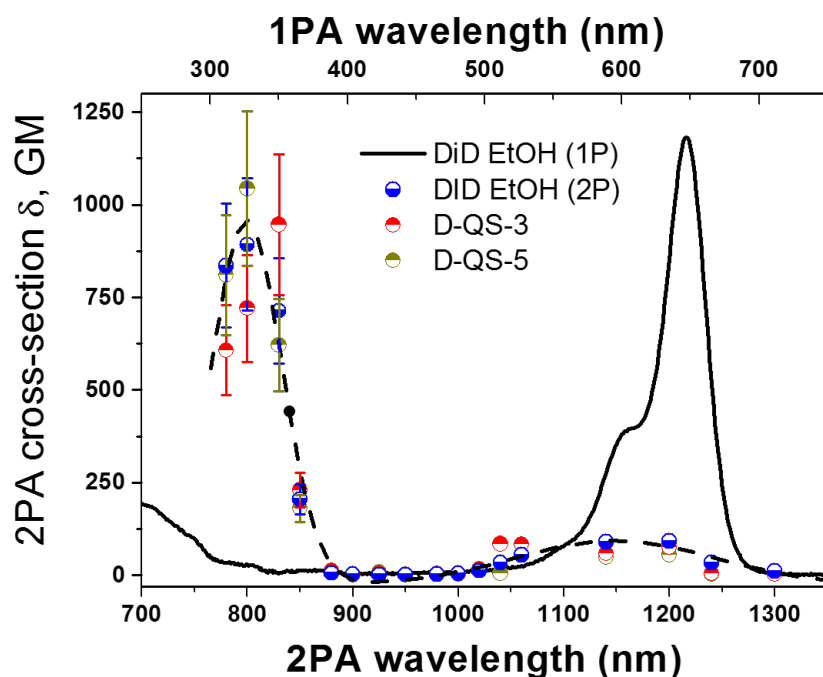 1PA wavelength (nm)
300 400 500 600 700
1250
1000
750
500
250
0
2PA cross-section δ, GM
DiD EtOH (1P)
DID EtOH (2P)
D-QS-3
D-QS-5
700 800 900 1000 1100 1200 1300
2PA wavelength (nm)